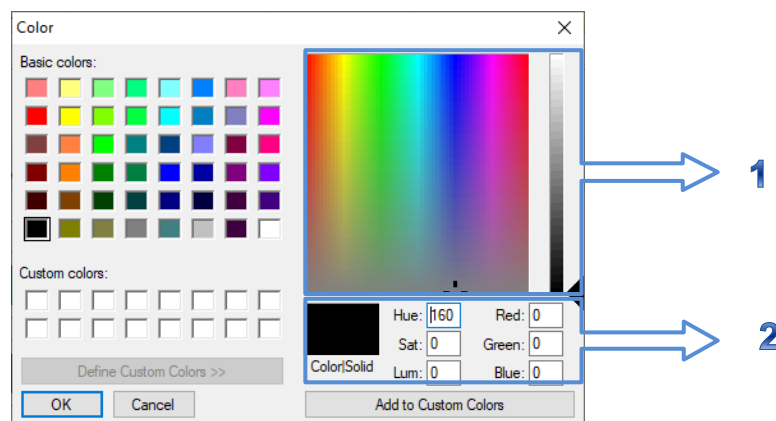 Color
Basic colors:
1
Custom colors:
Hue: 160 Red: 0
Sat: 0 Green: 0
Color|Solid Lum: 0 Blue: 0
2
Define Custom Colors >>
OK Cancel Add to Custom Colors